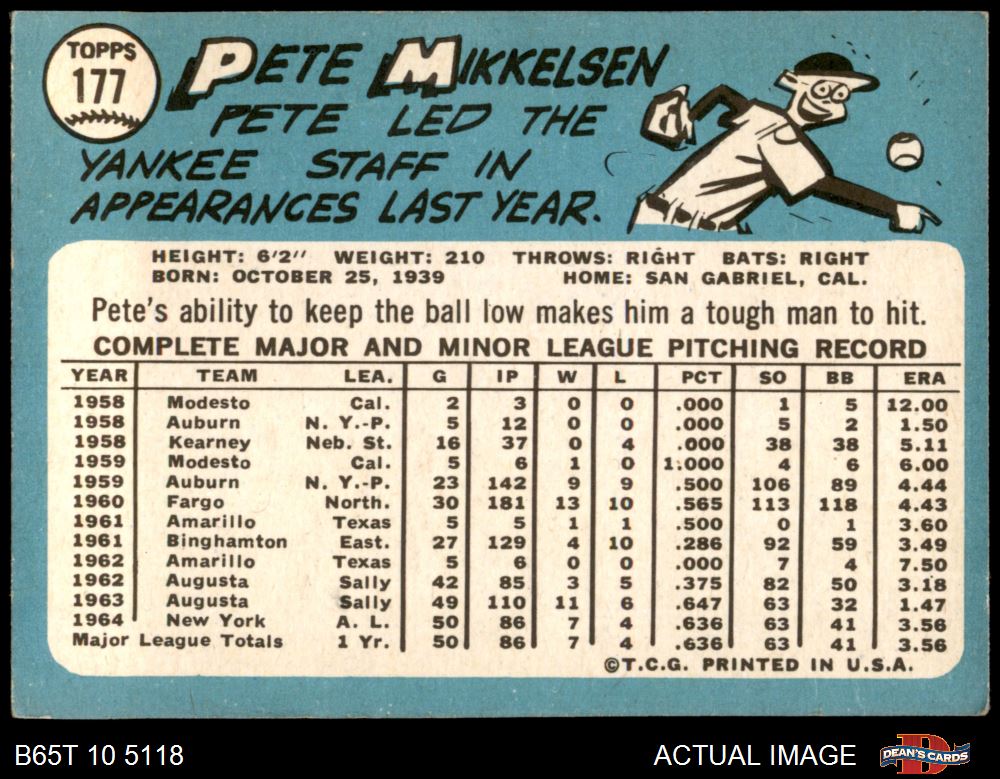 TOPPS
177
PETE MIKKELSEN
PETE LED THE
YANKEE STAFF IN
APPEARANCES LAST YEAR.
HEIGHT: 6'2" WEIGHT: 210 THROWS: RIGHT BATS: RIGHT
BORN: OCTOBER 25, 1939 HOME: SAN GABRIEL, CAL.
Pete's ability to keep the ball low makes him a tough man to hit.
COMPLETE MAJOR AND MINOR LEAGUE PITCHING RECORD
YEAR TEAM LEA. G IP W L PCT SO BB ERA
1958 Modesto Cal. 2 3 0 0 .000 1 5 12.00
1958 Auburn N. Y.-P. 5 12 0 0 .000 5 2 1.50
1958 Kearney Neb. St. 16 37 0 4 .000 38 38 5.11
1959 Modesto Cal. 5 6 1 0 1.000 4 6 6.00
1959 Auburn N. Y.-P. 23 142 9 9 .500 106 89 4.44
1960 Fargo North. 30 181 13 10 .565 113 118 4.43
1961 Amarillo Texas 5 5 1 1 .500 0 1 3.60
1961 Binghamton East. 27 129 4 10 .286 92 59 3.49
1962 Amarillo Texas 5 6 0 0 .000 7 4 7.50
1962 Augusta Sally 42 85 3 5 .375 82 50 3.18
1963 Augusta Sally 49 110 11 6 .647 63 32 1.47
1964 New York A. L. 50 86 7 4 .636 63 41 3.56
Major League Totals 1 Yr. 50 86 7 4 .636 63 41 3.56
©T.C.G. PRINTED IN U.S.A.
B65T 10 5118 ACTUAL IMAGE DEAN'S CARDS